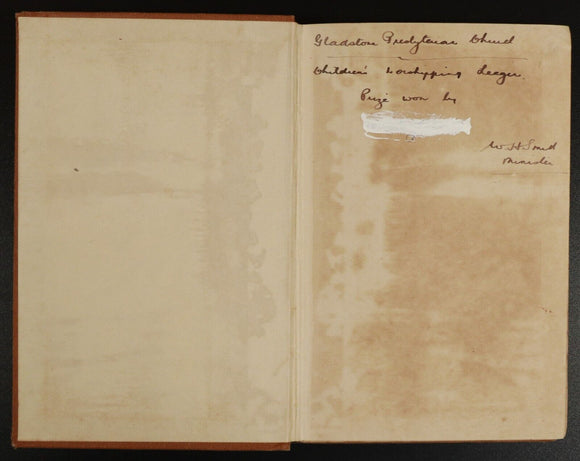 Gladstone Presbyterian Church
Children's Worshipping League.
Prize won by
W. H. Smith
Minister